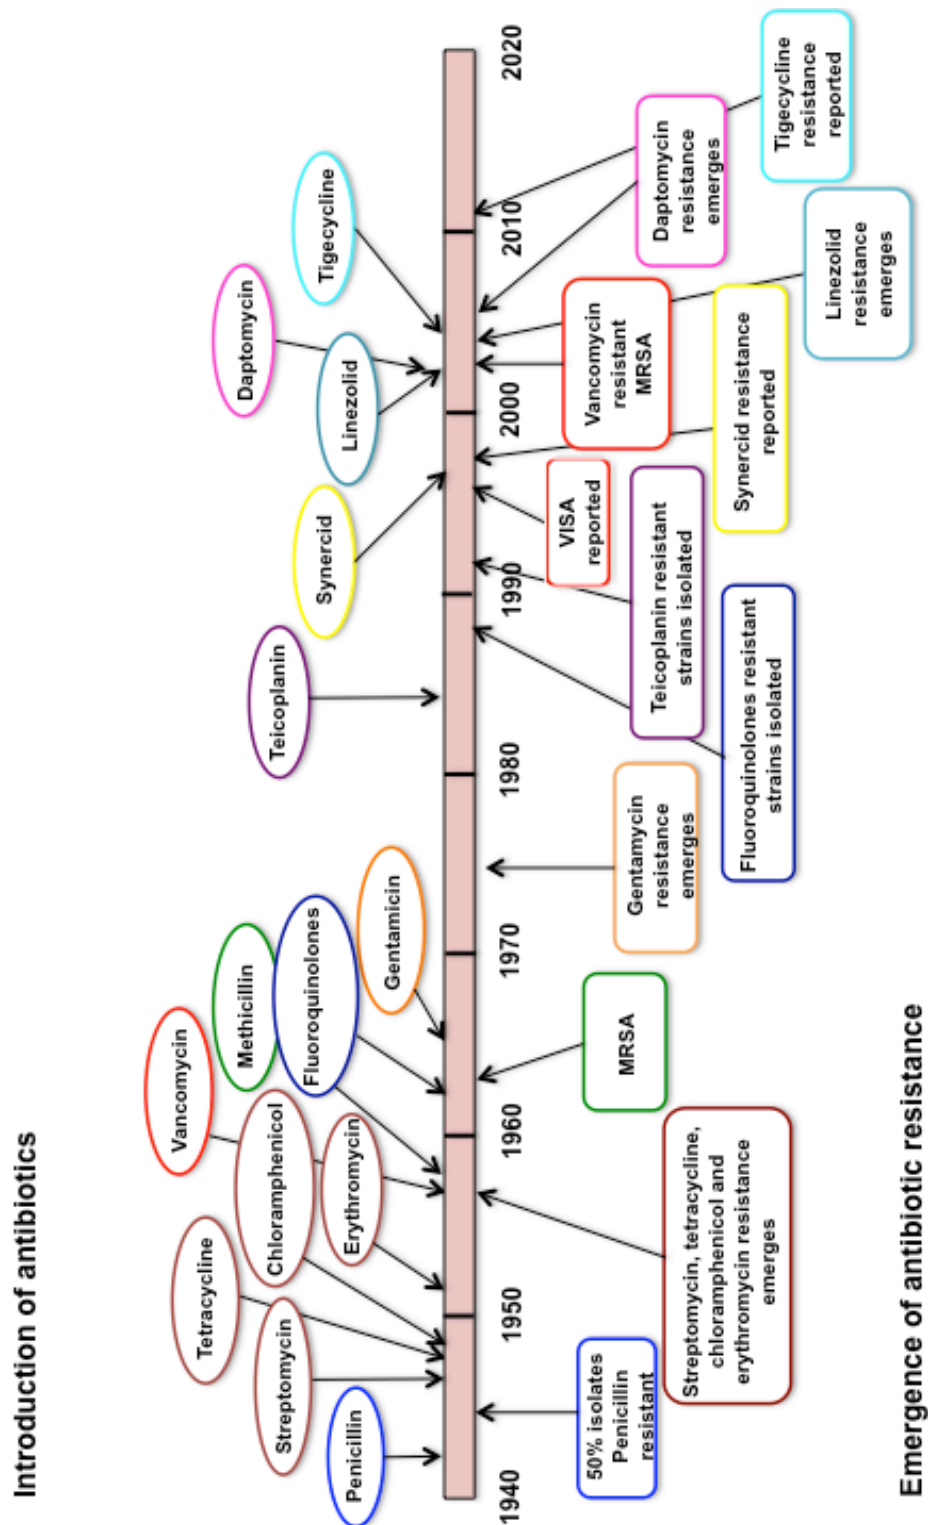 Introduction of antibiotics
Penicillin
Streptomycin
Tetracycline
Chloramphenicol
Erythromycin
Vancomycin
Methicillin
Fluoroquinolones
Gentamicin
Teicoplanin
Synercid
Linezolid
Daptomycin
Tigecycline
1940
1950
1960
1970
1980
1990
2000
2010
2020
50% isolates
Penicillin
resistant
Streptomycin, tetracycline,
chloramphenicol and
erythromycin resistance
emerges
MRSA
Gentamycin
resistance
emerges
Fluoroquinolones resistant
strains isolated
Teicoplanin resistant
strains isolated
VISA
reported
Synercid resistance
reported
Vancomycin
resistant
MRSA
Linezolid
resistance
emerges
Daptomycin
resistance
emerges
Tigecycline
resistance
reported
Emergence of antibiotic resistance